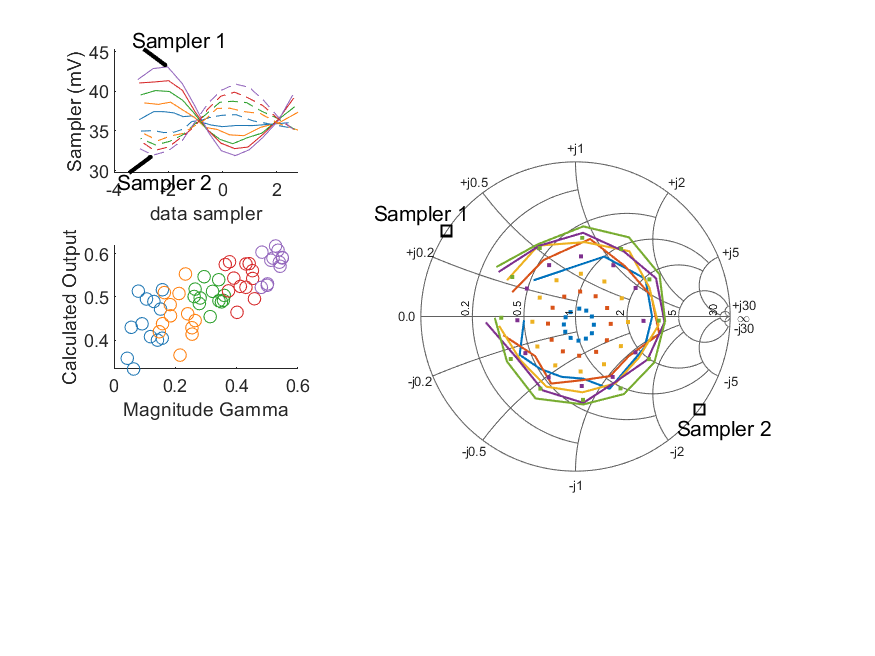 Sampler 1
45
40
35
30
Sampler (mV)
-4
-2
0
2
Sampler 2
data sampler
0.6
0.5
0.4
Calculated Output
0
0.2
0.4
0.6
Magnitude Gamma
+j1
+j0.5
+j2
Sampler 1
+j0.2
+j5
0.0
0.2
0.5
1
2
5
30
+j30
∞
-j30
-j0.2
-j5
Sampler 2
-j0.5
-j2
-j1